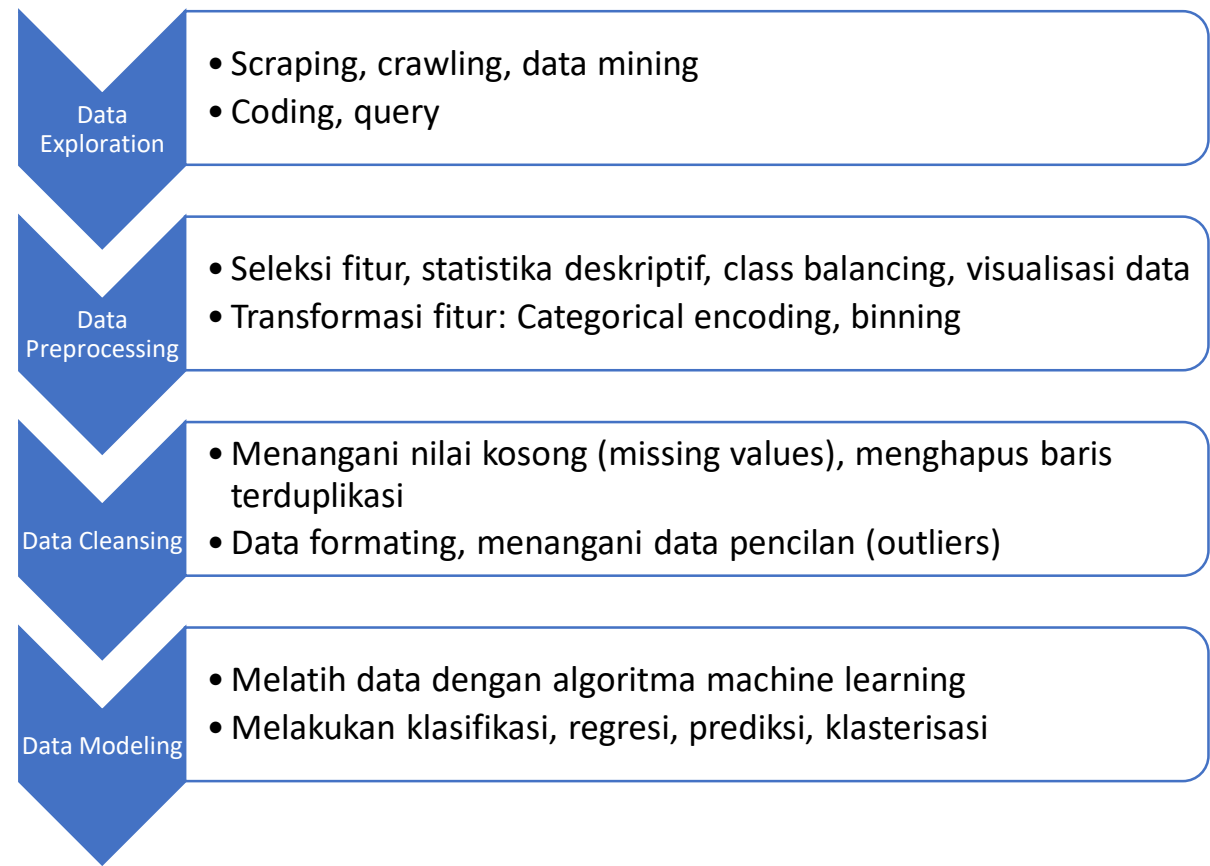 Data
Exploration
• Scraping, crawling, data mining
• Coding, query
Data
Preprocessing
• Seleksi fitur, statistika deskriptif, class balancing, visualisasi data
• Transformasi fitur: Categorical encoding, binning
Data Cleansing
• Menangani nilai kosong (missing values), menghapus baris
terduplikasi
• Data formating, menangani data pencilan (outliers)
Data Modeling
• Melatih data dengan algoritma machine learning
• Melakukan klasifikasi, regresi, prediksi, klasterisasi